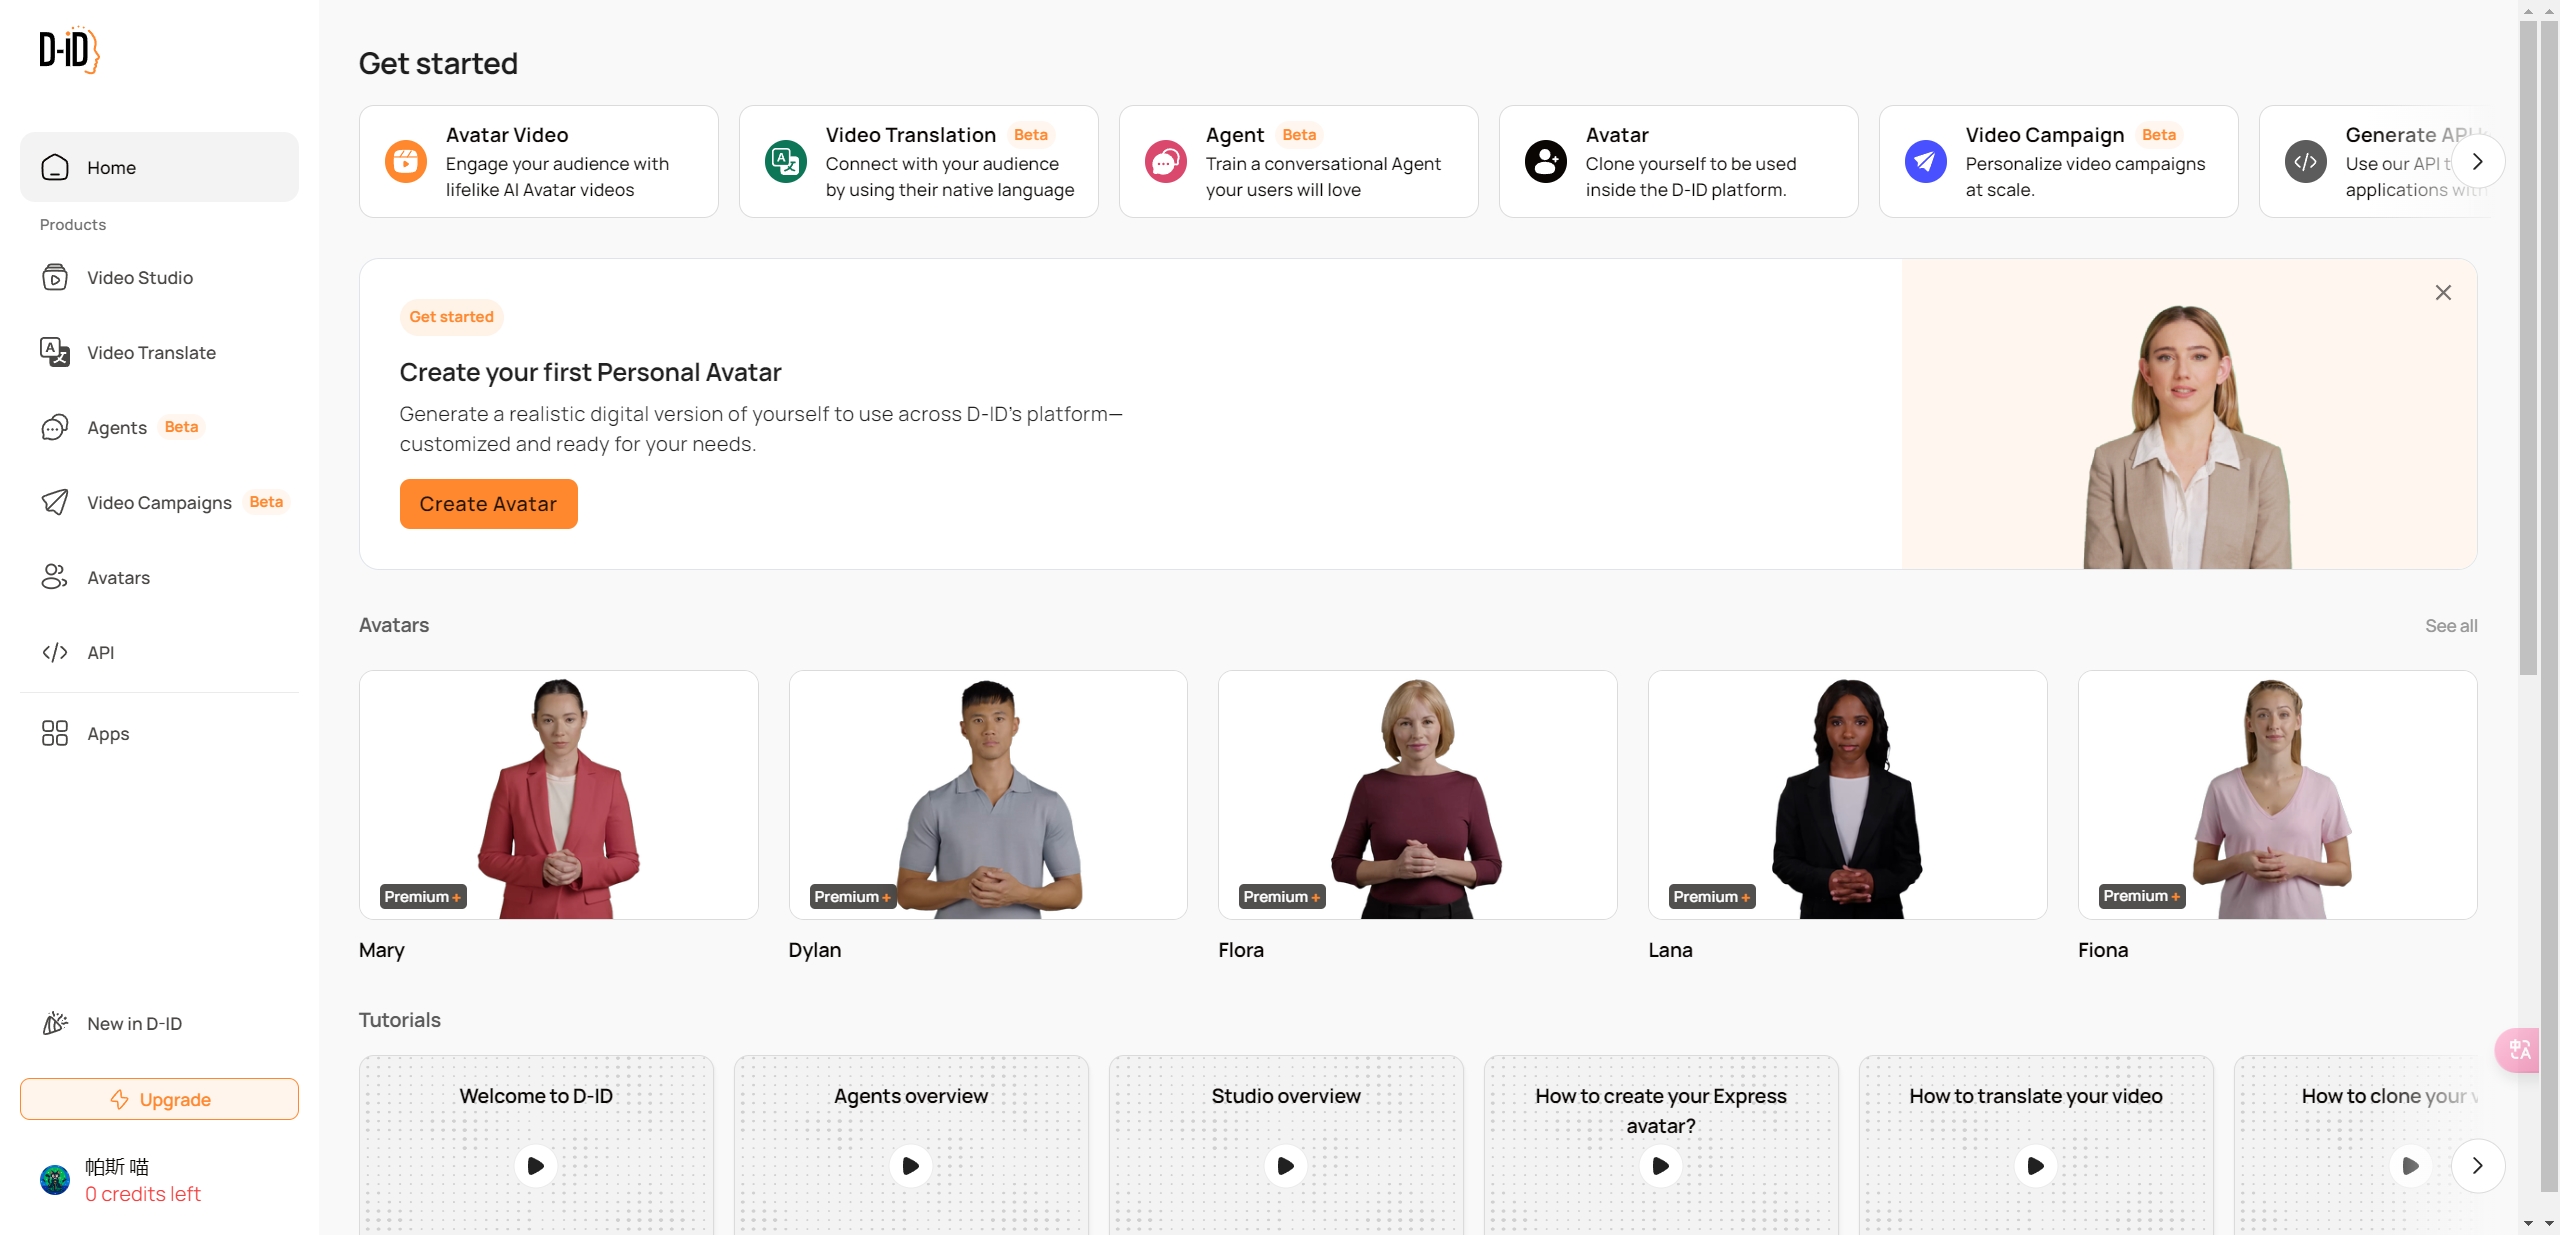 D-iD
Home
Products
Video Studio
Video Translate
Agents Beta
Video Campaigns Beta
Avatars
API
Apps
New in D-ID
Upgrade
帕斯 喵
0 credits left
Get started
Avatar Video
Engage your audience with
lifelike AI Avatar videos
Video Translation Beta
Connect with your audience
by using their native language
Agent Beta
Train a conversational Agent
your users will love
Avatar
Clone yourself to be used
inside the D-ID platform.
Video Campaign Beta
Personalize video campaigns
at scale.
Generate API
Use our API
applications with
Get started
Create your first Personal Avatar
Generate a realistic digital version of yourself to use across D-ID's platform—
customized and ready for your needs.
Create Avatar
Avatars
See all
Premium +
Premium +
Premium +
Premium +
Premium +
Mary
Dylan
Flora
Lana
Fiona
Tutorials
Welcome to D-ID
Agents overview
Studio overview
How to create your Express
avatar?
How to translate your video
How to clone your